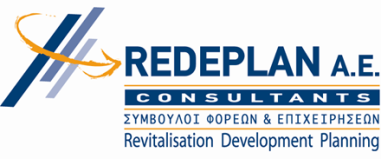 REDEPLAN A.E.
CONSULTANTS
ΣΥΜΒΟΥΛΟΙ ΦΟΡΕΩΝ & ΕΠΙΧΕΙΡΗΣΕΩΝ
Revitalisation Development Planning